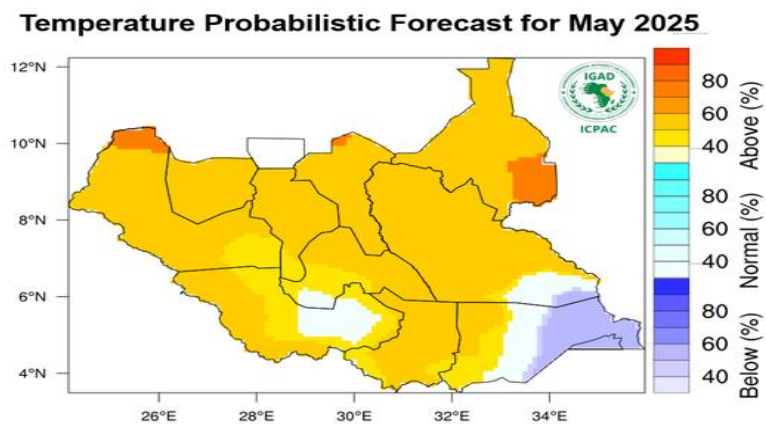 Temperature Probabilistic Forecast for May 2025
12°N
10°N
8°N
6°N
4°N
26°E
28°E
30°E
32°E
34°E
IGAD
ICPAC
80
60
40
Above (%)
80
60
40
Normal (%)
80
60
40
Below (%)